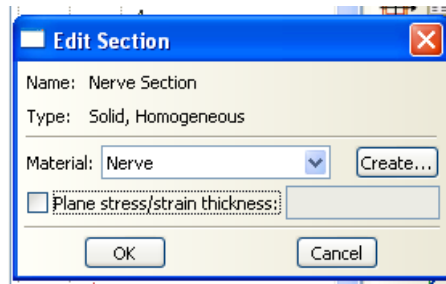 Edit Section
Name: Nerve Section
Type: Solid, Homogeneous
Material: Nerve Create...
Plane stress/strain thickness:
OK Cancel